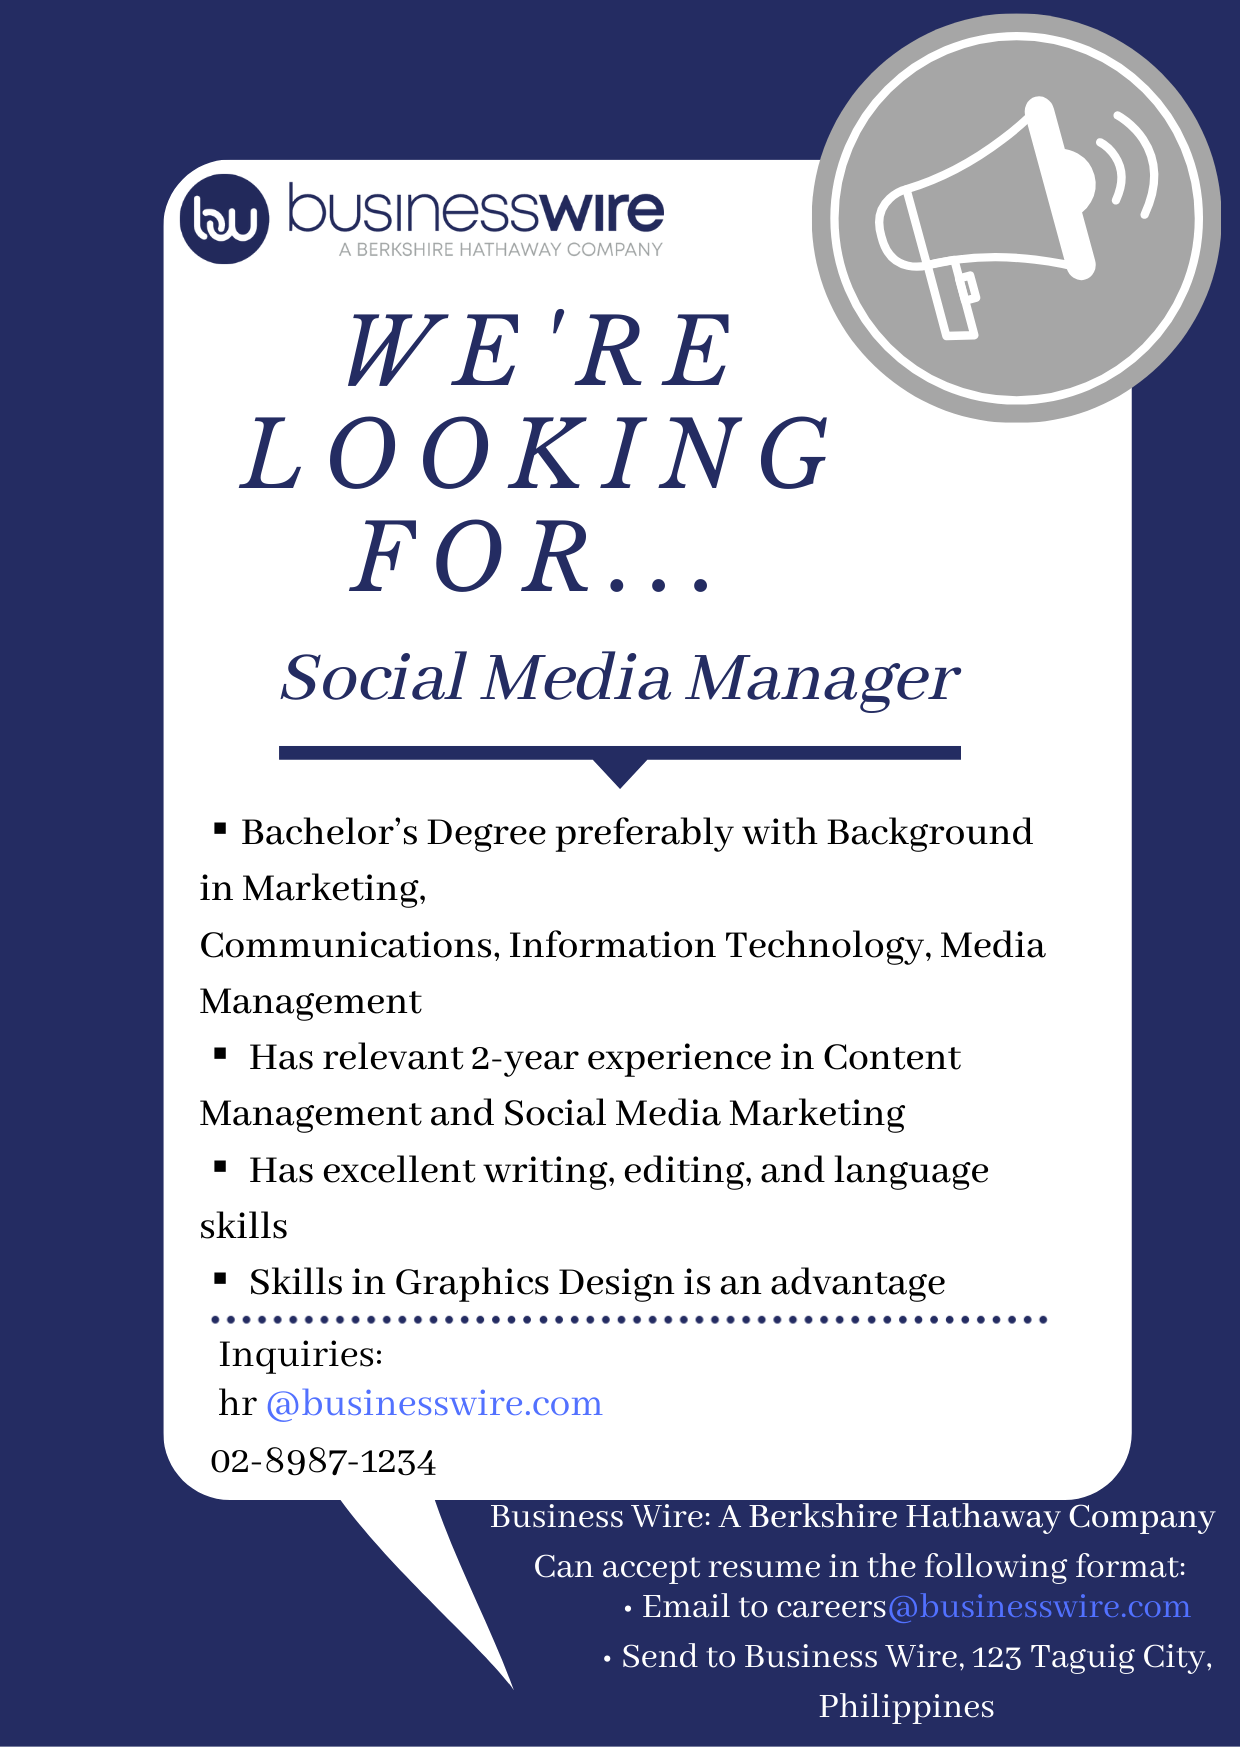 bw businesswire
A BERKSHIRE HATHAWAY COMPANY
WE'RE
LOOKING
FOR...
Social Media Manager
▪ Bachelor’s Degree preferably with Background
in Marketing,
Communications, Information Technology, Media
Management
▪ Has relevant 2-year experience in Content
Management and Social Media Marketing
▪ Has excellent writing, editing, and language
skills
▪ Skills in Graphics Design is an advantage
Inquiries:
hr @businesswire.com
02-8987-1234
Business Wire: A Berkshire Hathaway Company
Can accept resume in the following format:
• Email to careers@businesswire.com
• Send to Business Wire, 123 Taguig City,
Philippines